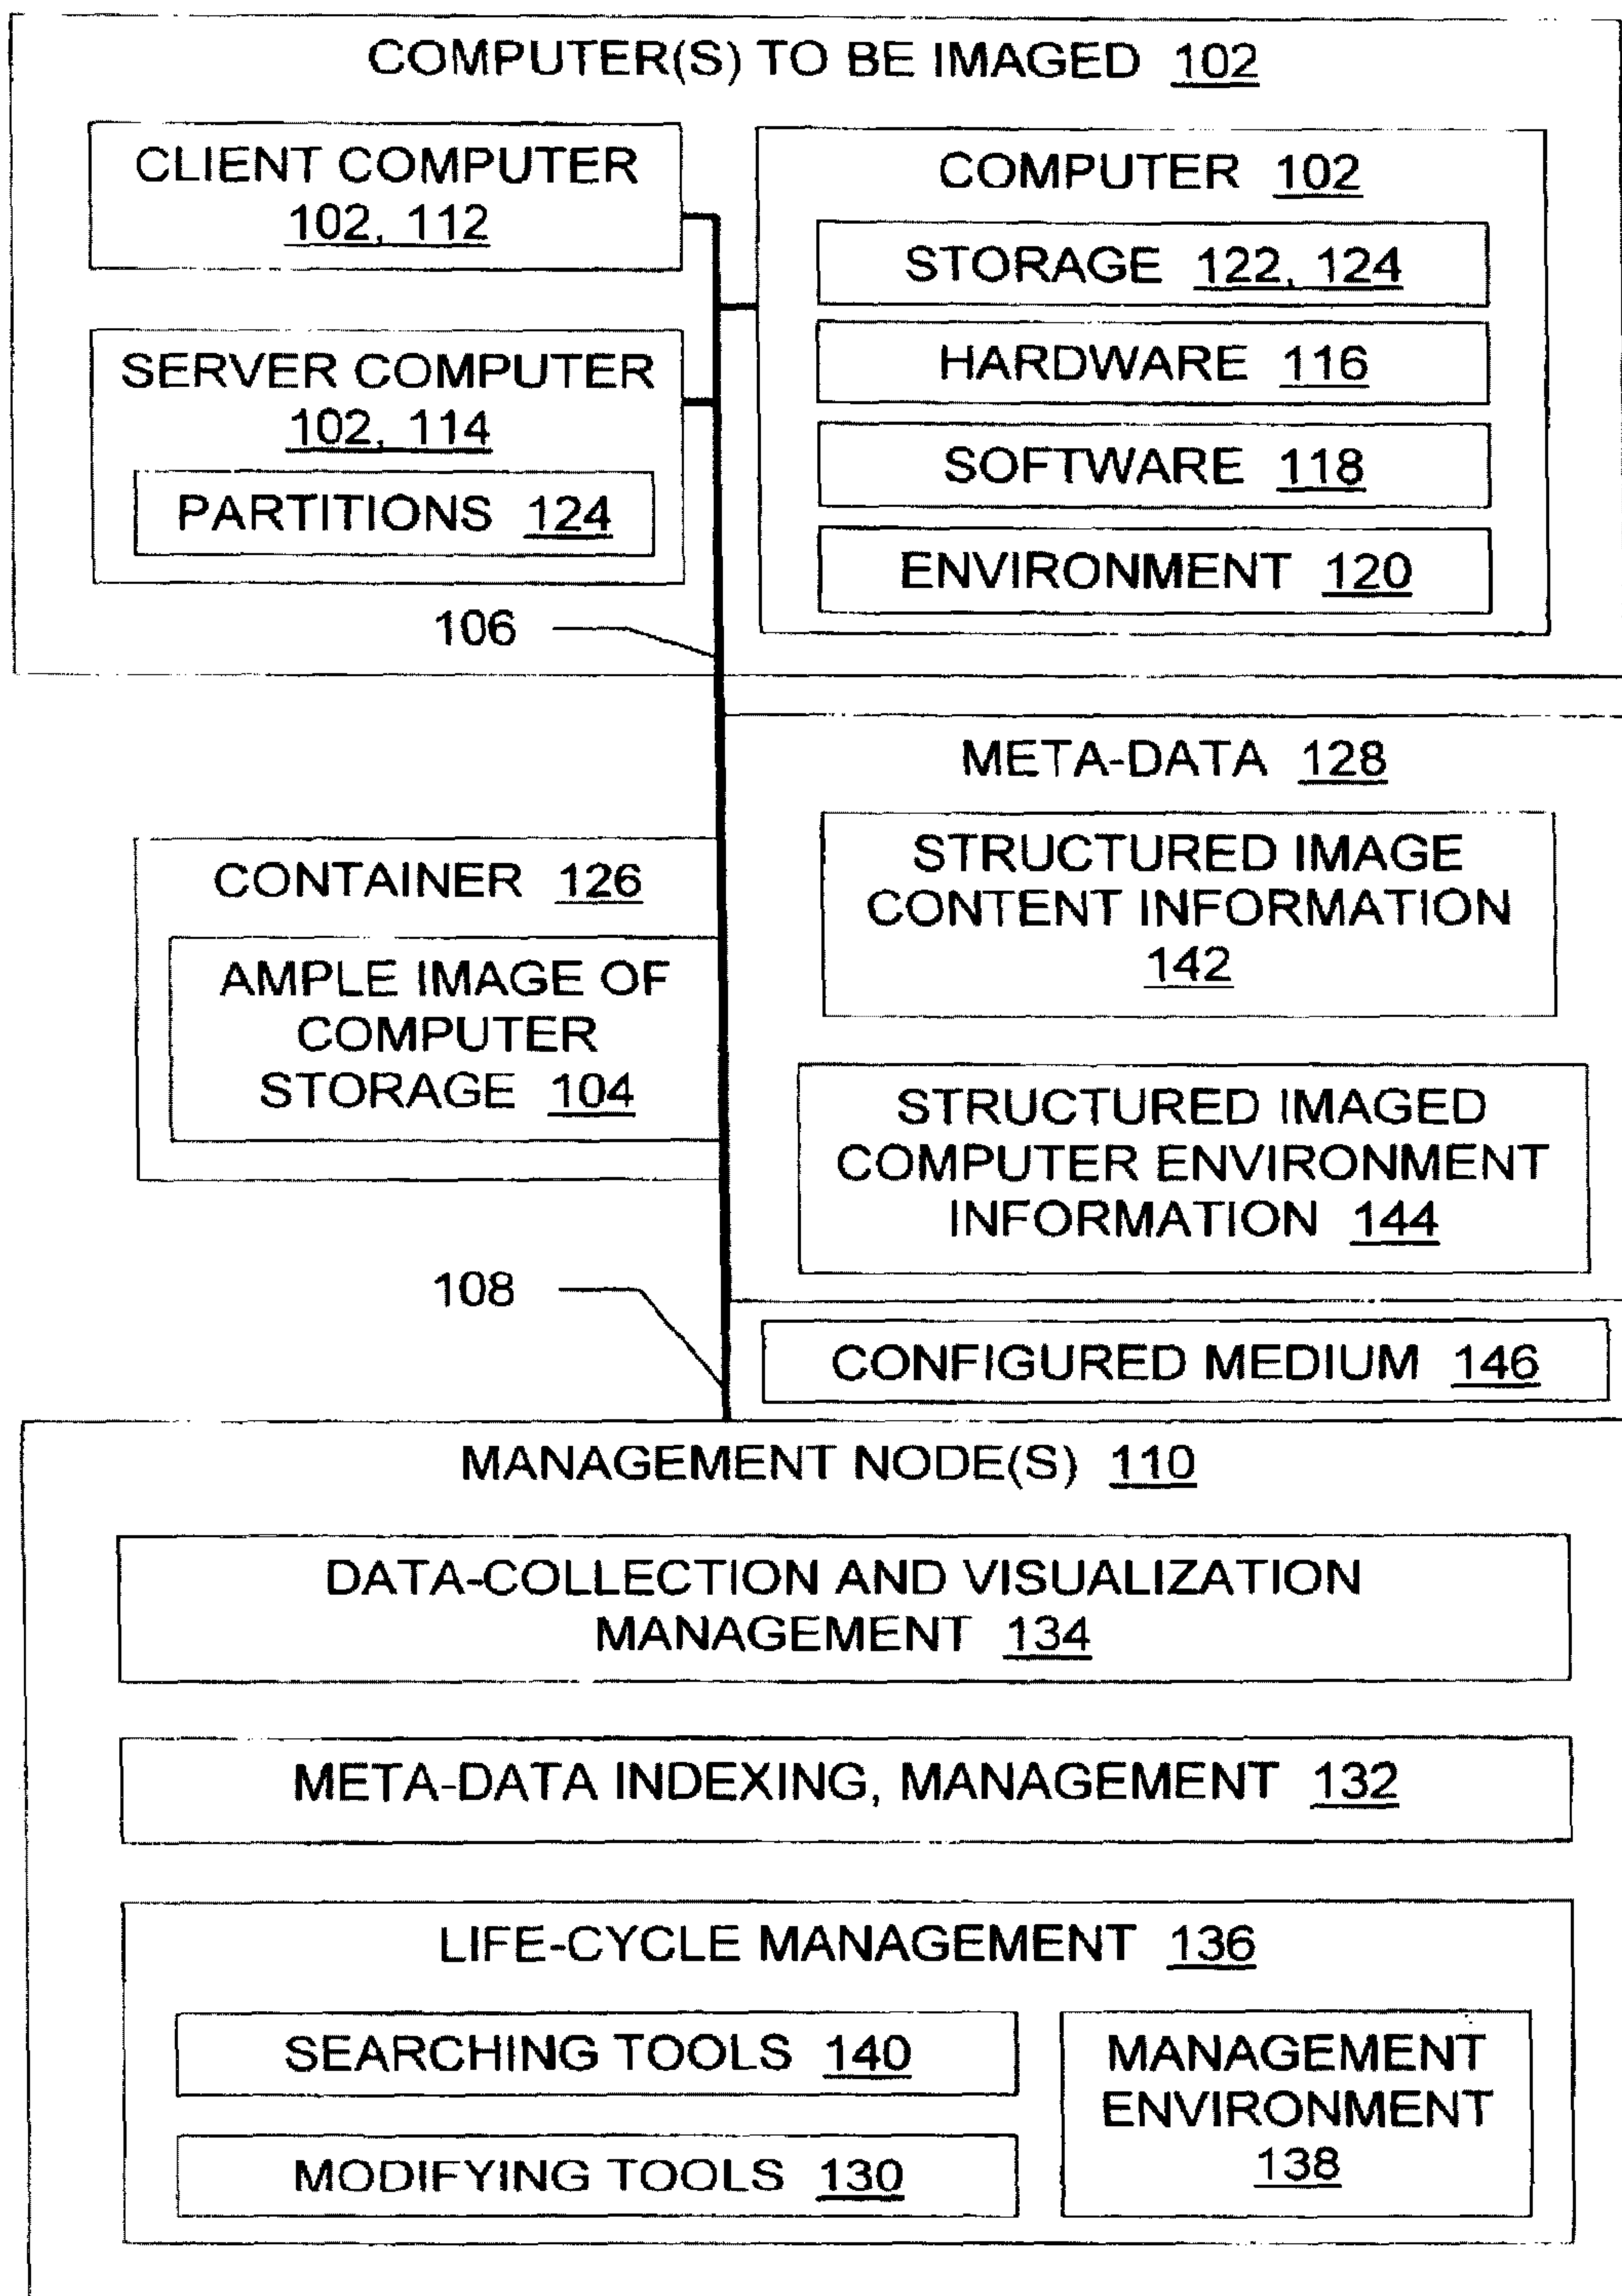 COMPUTER(S) TO BE IMAGED 102
CLIENT COMPUTER
102, 112
SERVER COMPUTER
102, 114
PARTITIONS 124
COMPUTER 102
STORAGE 122, 124
HARDWARE 116
SOFTWARE 118
ENVIRONMENT 120
106
META-DATA 128
STRUCTURED IMAGE
CONTENT INFORMATION
142
STRUCTURED IMAGED
COMPUTER ENVIRONMENT
INFORMATION 144
CONTAINER 126
AMPLE IMAGE OF
COMPUTER
STORAGE 104
108
CONFIGURED MEDIUM 146
MANAGEMENT NODE(S) 110
DATA-COLLECTION AND VISUALIZATION
MANAGEMENT 134
META-DATA INDEXING, MANAGEMENT 132
LIFE-CYCLE MANAGEMENT 136
SEARCHING TOOLS 140
MODIFYING TOOLS 130
MANAGEMENT
ENVIRONMENT
138